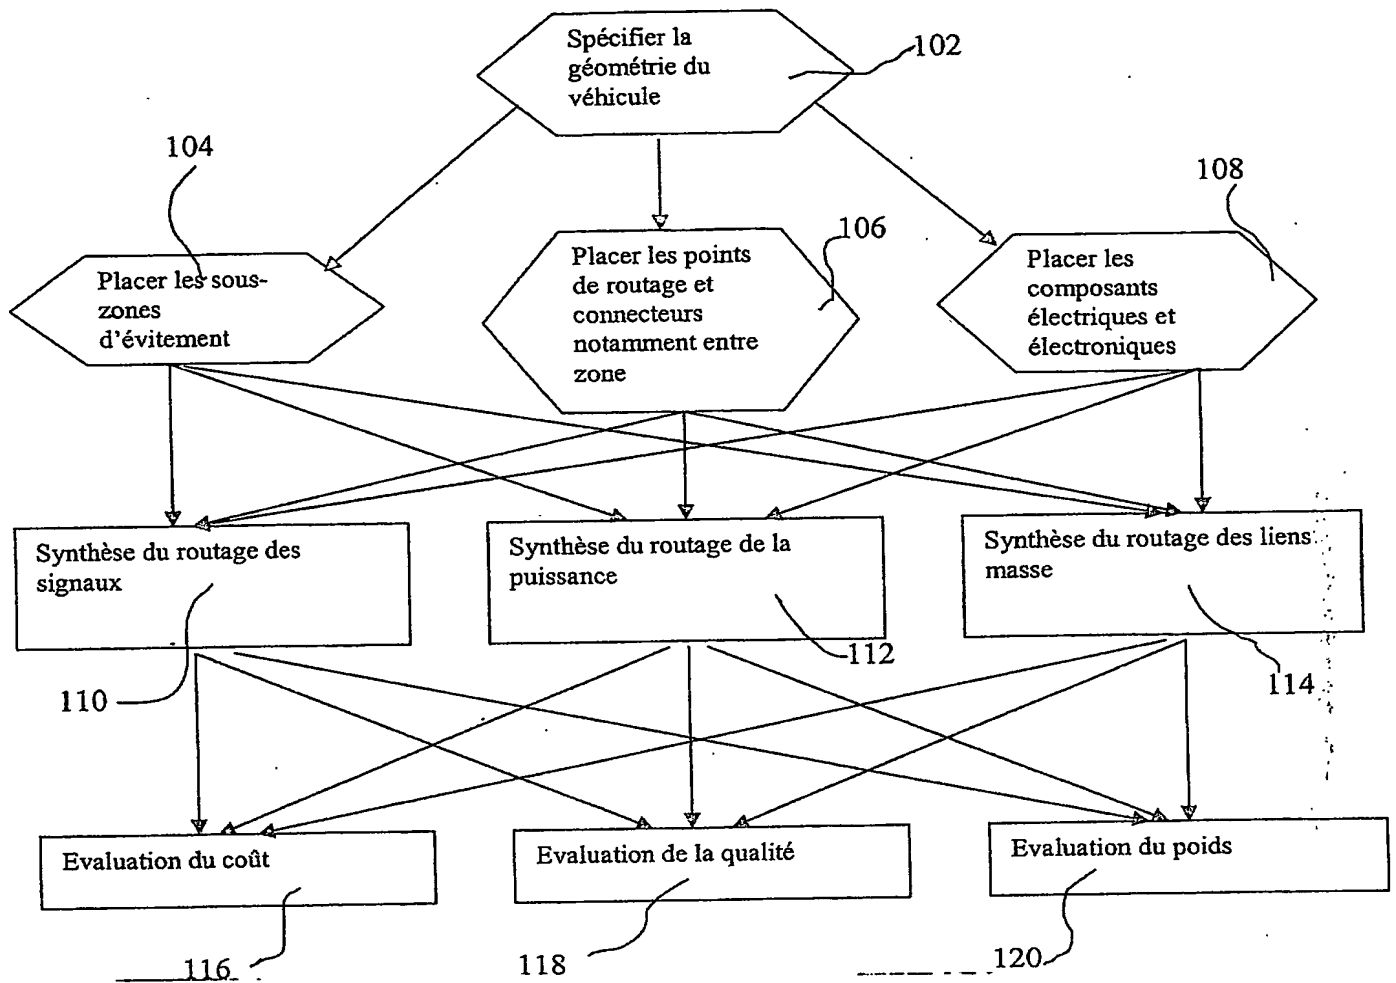 Spécifier la
géométrie du
véhicule
102
104
108
106
Placer les sous-
zones
d'évitement
Placer les points
de routage et
connecteurs
notamment entre
zone
Placer les
composants
électriques et
électroniques
Synthèse du routage des
signaux
Synthèse du routage de la
puissance
Synthèse du routage des liens
masse
110
112
114
Evaluation du coût
Evaluation de la qualité
Evaluation du poids
116
118
120